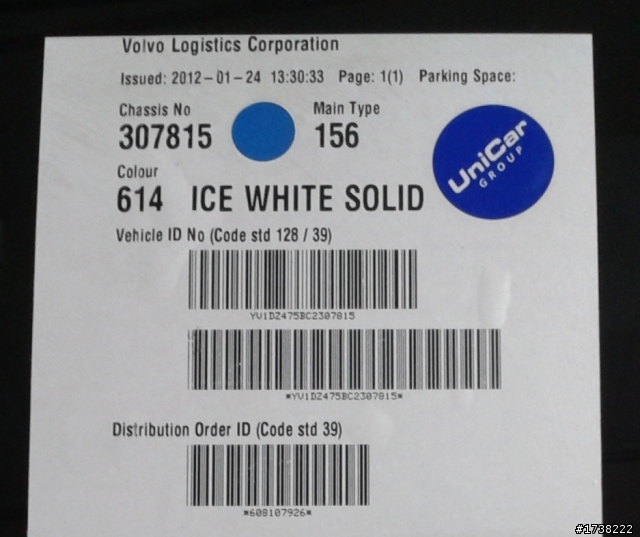 Volvo Logistics Corporation
Issued: 2012-01-24 13:30:33 Page: 1(1) Parking Space:
Chassis No Main Type
307815 156
UniCar
GROUP
Colour
614 ICE WHITE SOLID
Vehicle ID No (Code std 128 / 39)
YV1DZ475BC2307815
*YV1DZ475BC2307815*
Distribution Order ID (Code std 39)
*608107926*
#1738222